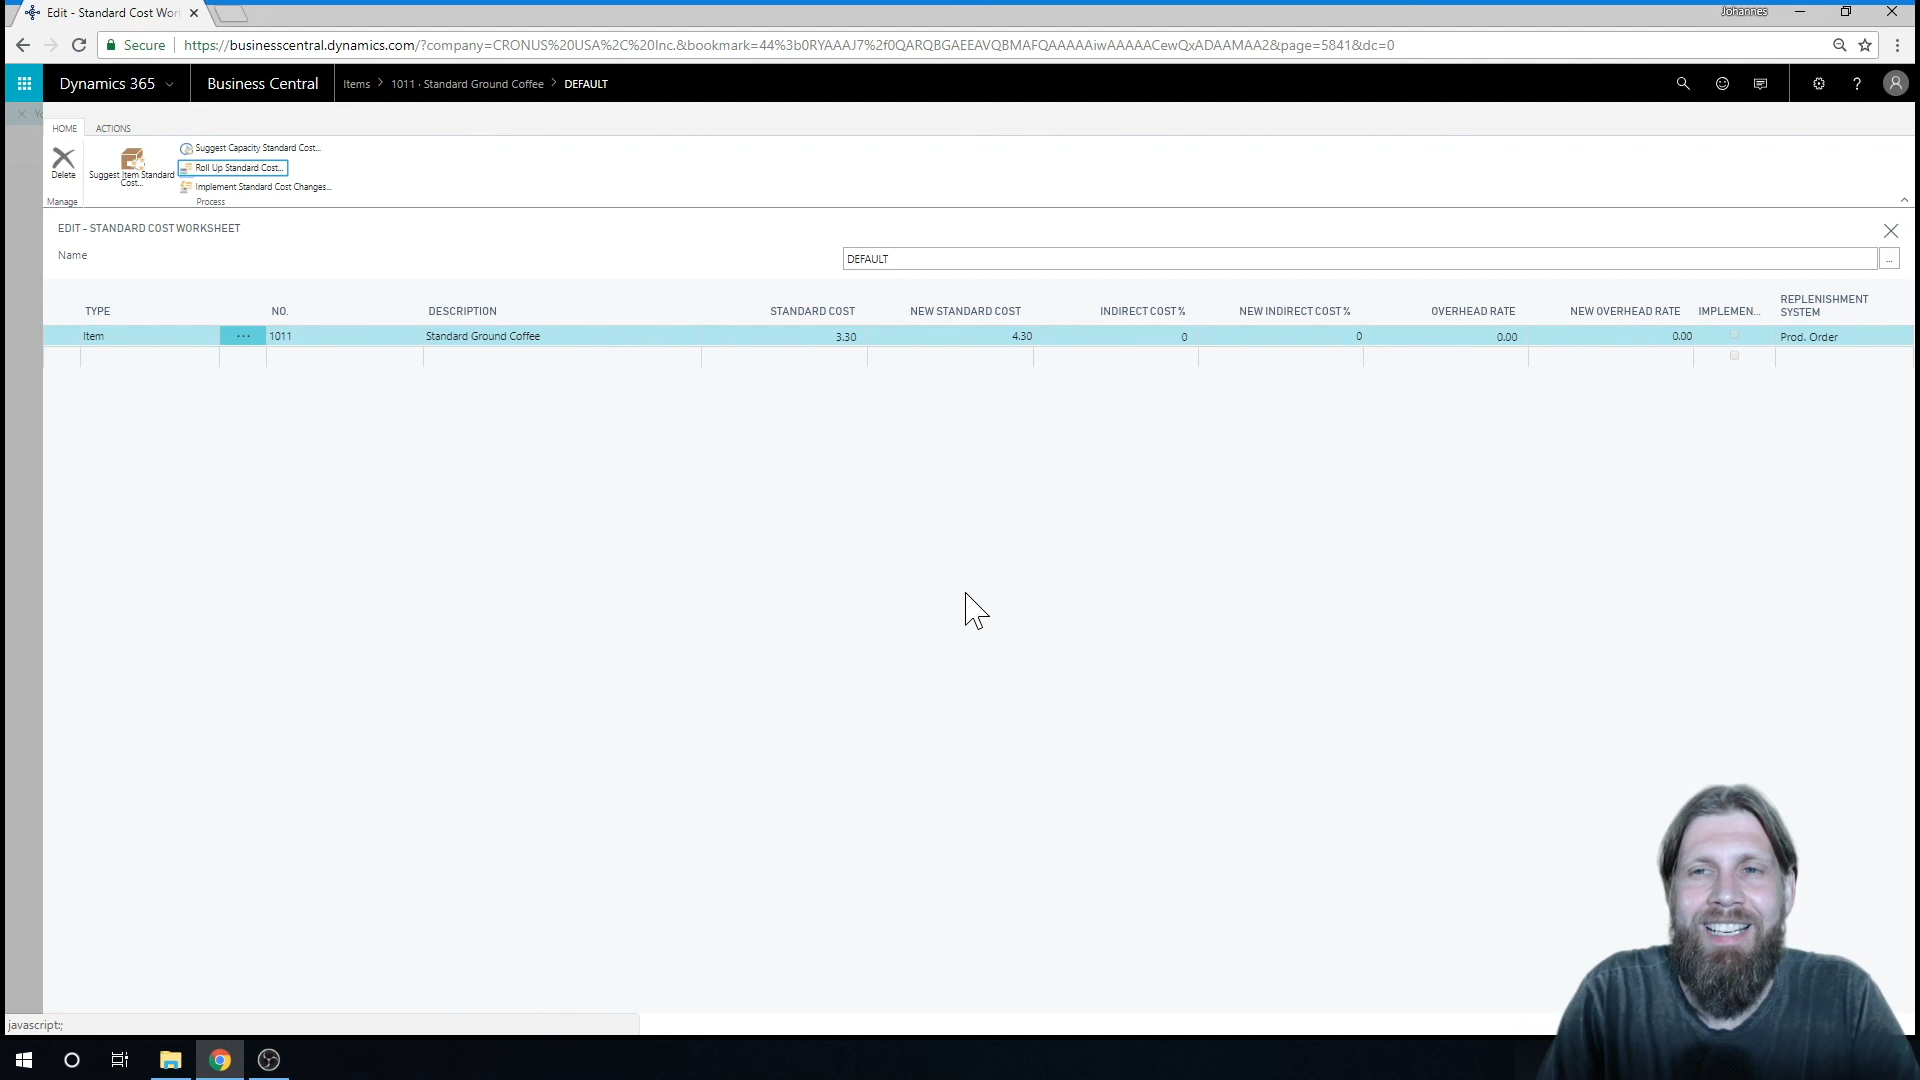 Edit - Standard Cost Wor
Johannes
Secure
https://businesscentral.dynamics.com/?company=CRONUS%20USA%2C%20Inc.&bookmark=44%3b0RYAAAJ7%2f0QARQBGAEEAVQBMAFQAAAAAiwAAAAACewQxADAAMAA2&page=5841&dc=0
Dynamics 365
Business Central
Items > 1011 · Standard Ground Coffee > DEFAULT
?
HOME
ACTIONS
Delete
Suggest Item Standard
Cost...
Suggest Capacity Standard Cost...
Roll Up Standard Cost...
Implement Standard Cost Changes...
Manage
Process
EDIT - STANDARD COST WORKSHEET
Name
DEFAULT
...
TYPE
NO.
DESCRIPTION
STANDARD COST
NEW STANDARD COST
INDIRECT COST %
NEW INDIRECT COST %
OVERHEAD RATE
NEW OVERHEAD RATE
IMPLEMEN...
REPLENISHMENT
SYSTEM
Item
···
1011
Standard Ground Coffee
3.30
4.30
0
0
0.00
0.00
Prod. Order
javascript:;